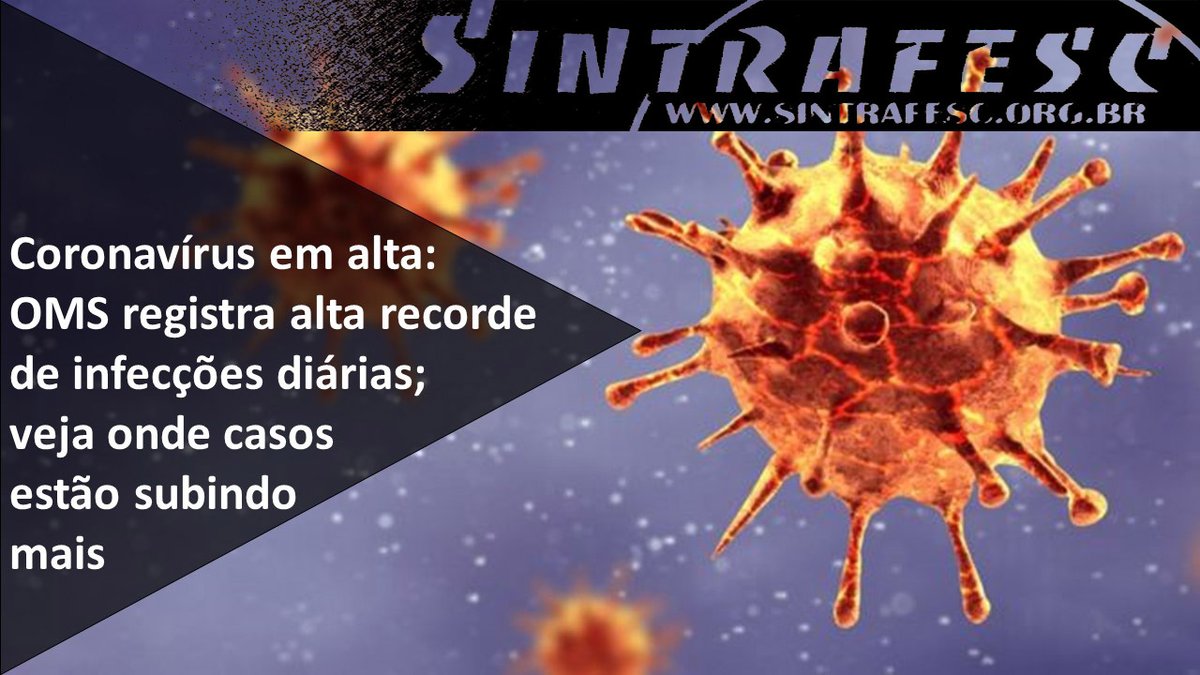 SINTRAFESC
WWW.SINTRAFESC.ORG.BR
Coronavírus em alta:
OMS registra alta recorde
de infecções diárias;
veja onde casos
estão subindo
mais